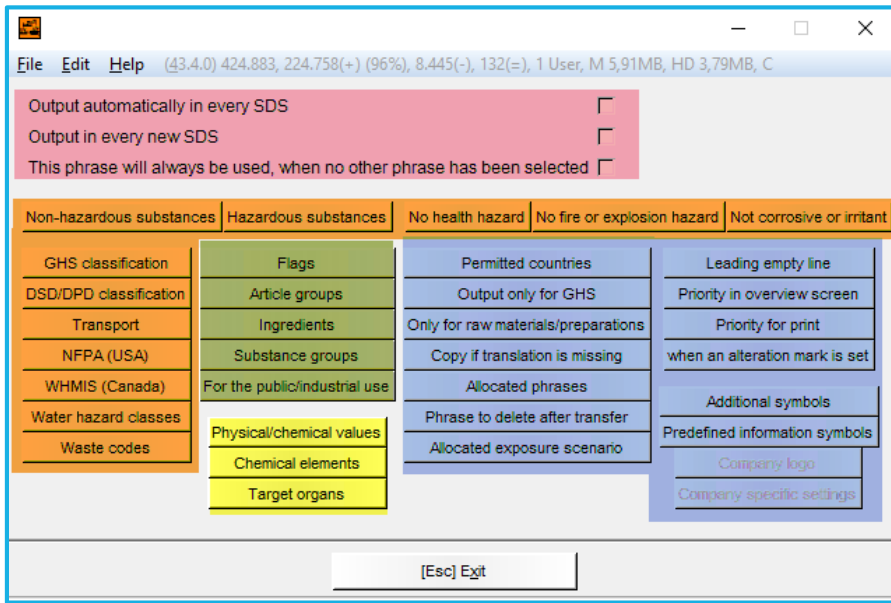 File Edit Help (43.4.0) 424.883, 224.758(+) (96%), 8.445(-), 132(=), 1 User, M 5,91MB, HD 3,79MB, C
Output automatically in every SDS
Output in every new SDS
This phrase will always be used, when no other phrase has been selected
Non-hazardous substances Hazardous substances No health hazard No fire or explosion hazard Not corrosive or irritant
GHS classification Flags Permitted countries Leading empty line
DSD/DPD classification Article groups Output only for GHS Priority in overview screen
Transport Ingredients Only for raw materials/preparations Priority for print
NFPA (USA) Substance groups Copy if translation is missing when an alteration mark is set
WHMIS (Canada) For the public/industrial use Allocated phrases
Additional symbols
Water hazard classes Phrase to delete after transfer
Physical/chemical values Predefined information symbols
Waste codes Allocated exposure scenario
Chemical elements Company logo
Target organs Company specific settings
[Esc] Exit